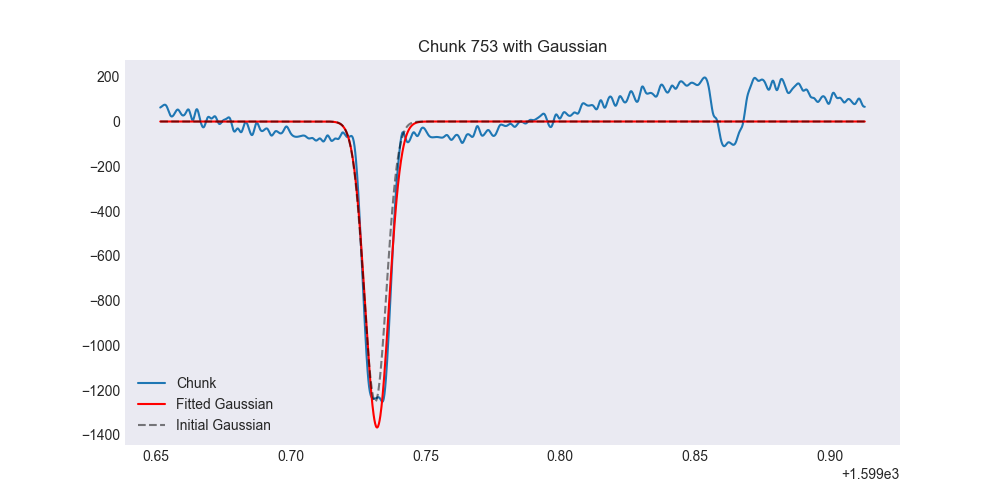 Chunk 753 with Gaussian
200
0
−200
−400
−600
−800
−1000
−1200
−1400
Chunk
Fitted Gaussian
Initial Gaussian
0.65 0.70 0.75 0.80 0.85 0.90
+1.599e3